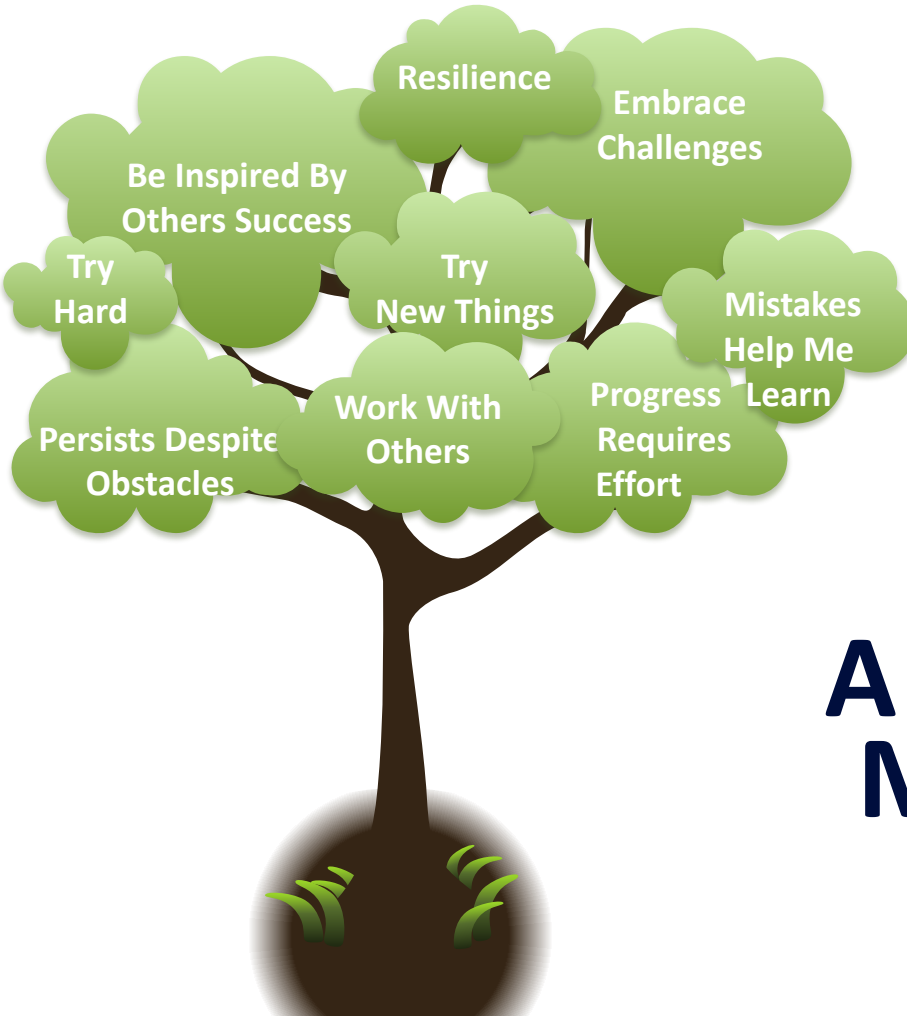 Resilience
Embrace
Challenges
Be Inspired By
Others Success
Try
Hard
Try
New Things
Mistakes
Help Me
Learn
Work With
Others
Progress
Requires
Effort
Persists Despite
Obstacles
A